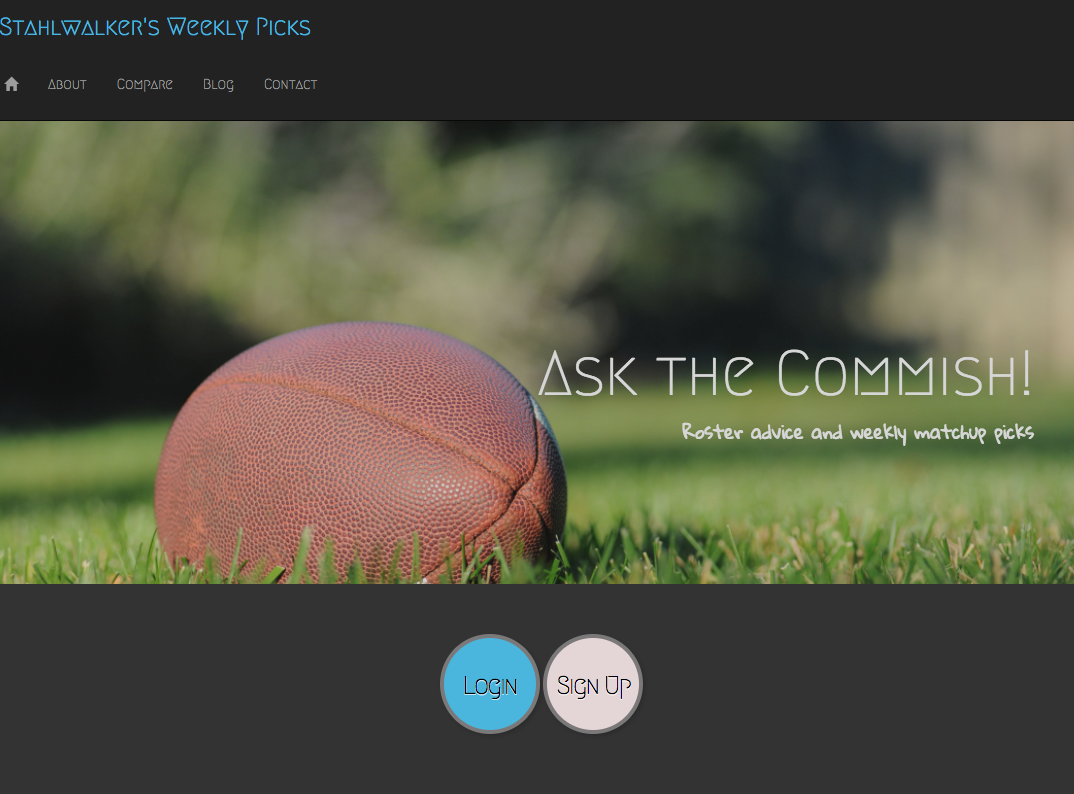 Stahlwalker's Weekly Picks
About Compare Blog Contact
Ask the Commish!
Roster advice and weekly matchup picks
Login Sign Up